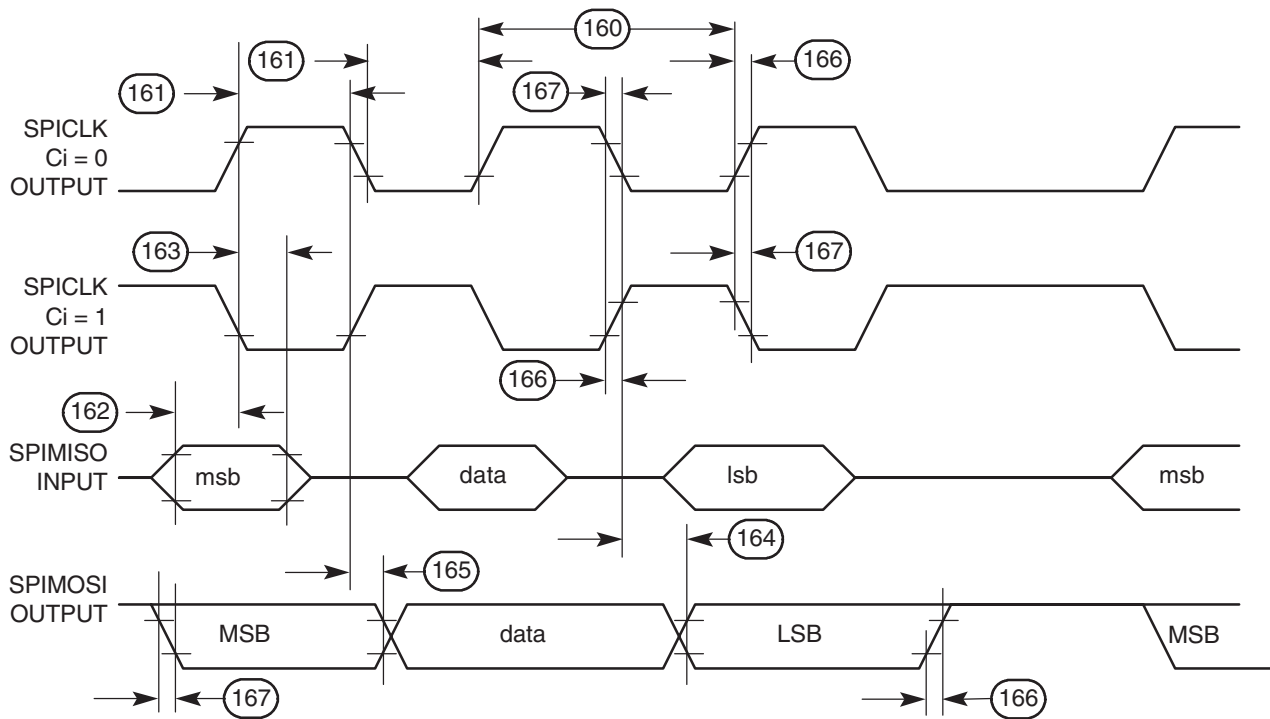 160
161
166
161
167
SPICLK
Ci = 0
OUTPUT
163
167
SPICLK
Ci = 1
OUTPUT
166
162
SPIMISO
INPUT
msb
data
lsb
msb
164
165
SPIMOSI
OUTPUT
MSB
data
LSB
MSB
167
166